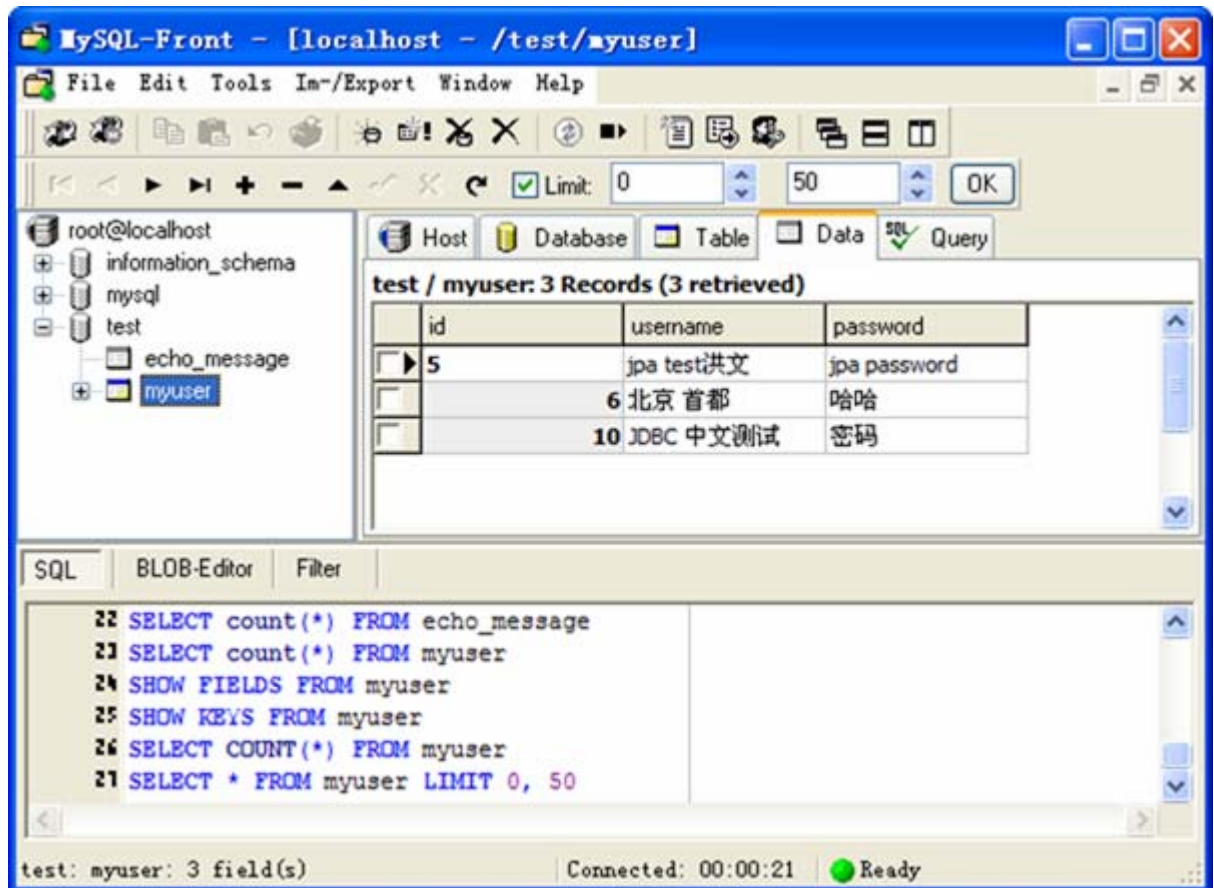 MySQL-Front - [localhost - /test/myuser]
File Edit Tools Im-/Export Window Help
Limit: 0 50 OK
root@localhost
information_schema
mysql
test
echo_message
myuser
Host Database Table Data SQL Query
test / myuser: 3 Records (3 retrieved)
id username password
5 jpa test洪文 jpa password
6 北京 首都 哈哈
10 JDBC 中文测试 密码
SQL BLOB-Editor Filter
22 SELECT count(*) FROM echo_message
23 SELECT count(*) FROM myuser
24 SHOW FIELDS FROM myuser
25 SHOW KEYS FROM myuser
26 SELECT COUNT(*) FROM myuser
27 SELECT * FROM myuser LIMIT 0, 50
test: myuser: 3 field(s) Connected: 00:00:21 Ready